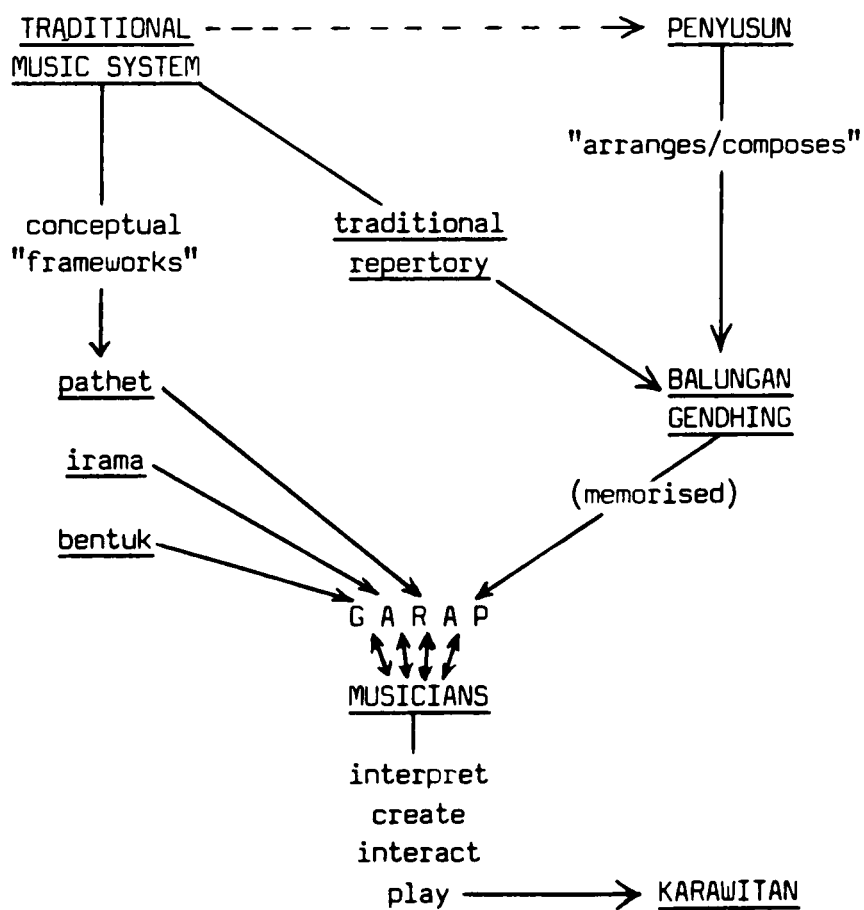 TRADITIONAL
MUSIC SYSTEM
PENYUSUN
"arranges/composes"
conceptual
"frameworks"
traditional
repertory
pathet
BALUNGAN
GENDHING
irama
(memorised)
bentuk
G A R A P
MUSICIANS
interpret
create
interact
play
KARAWITAN